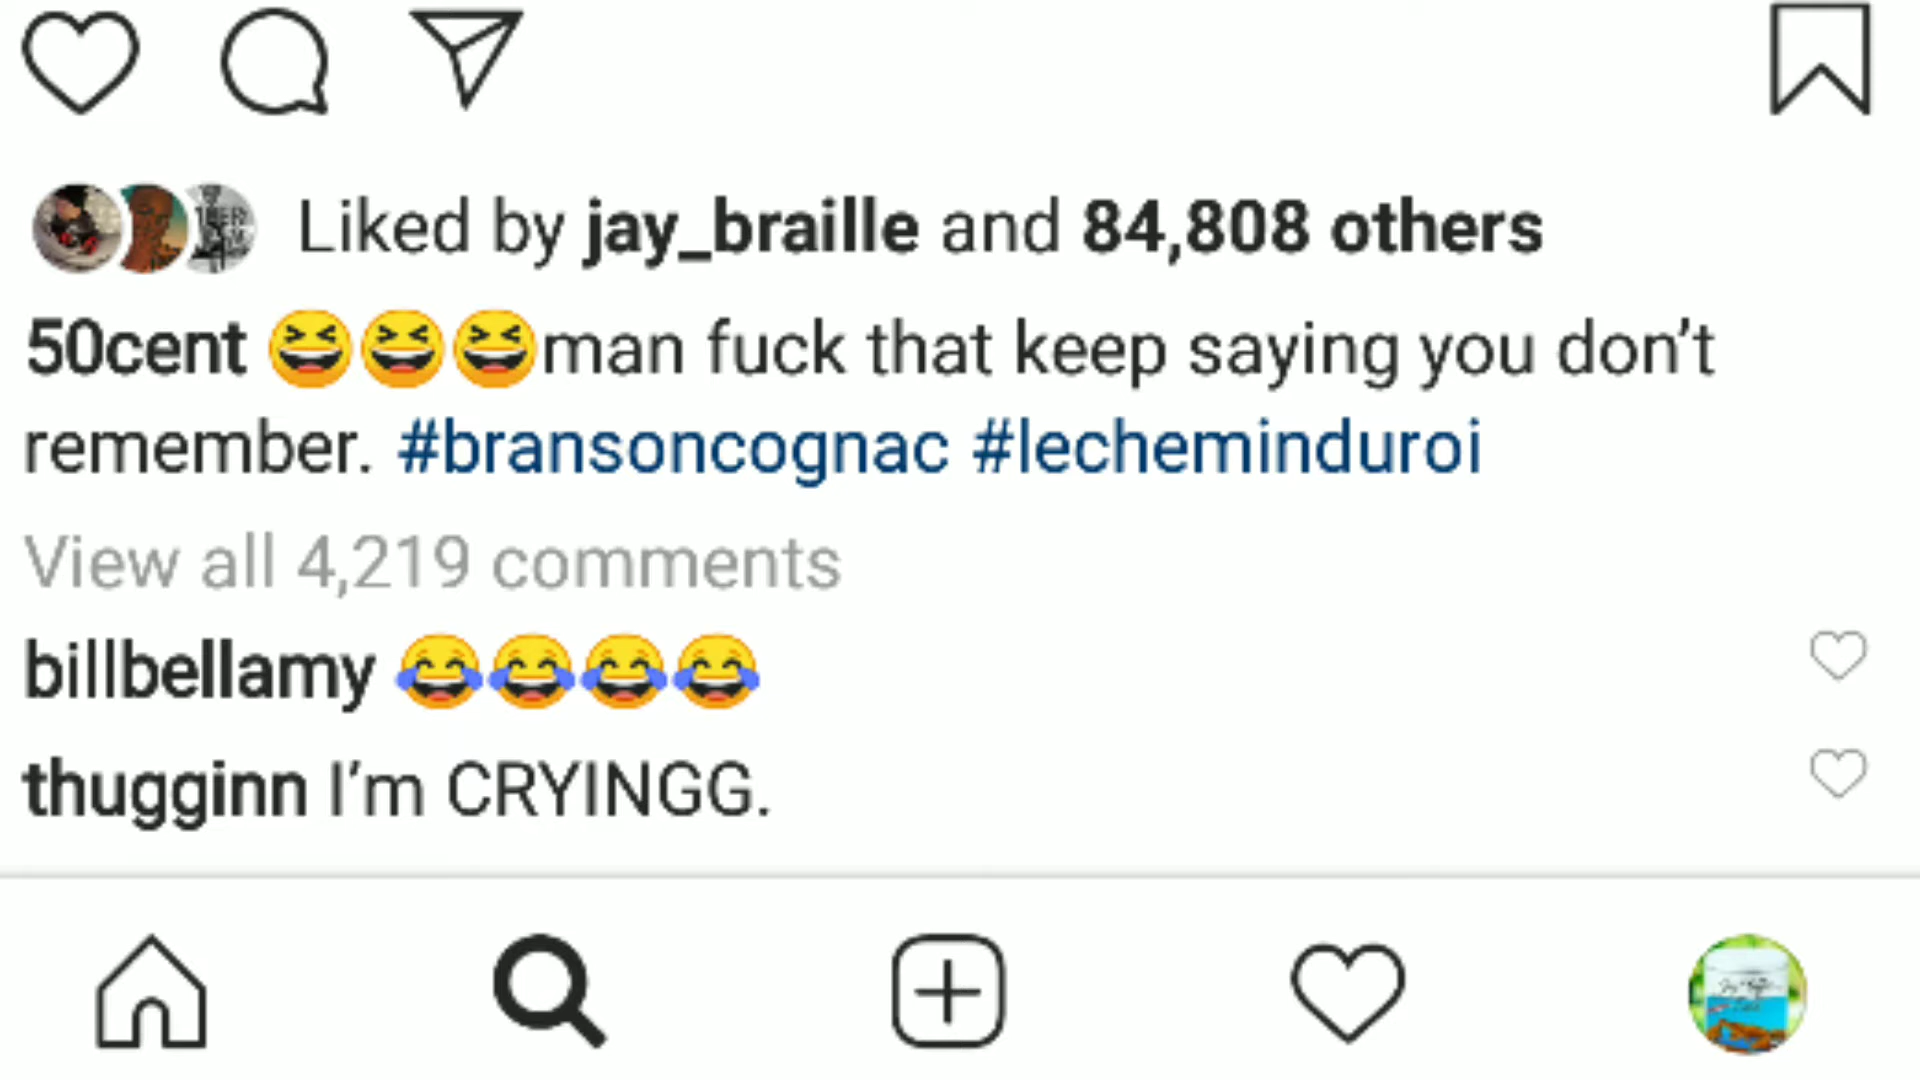 Liked by jay_braille and 84,808 others
50cent 😆😆😆man fuck that keep saying you don't
remember. #bransoncognac #lecheminduroi
View all 4,219 comments
billbellamy 😂😂😂😂
thugginn I'm CRYINGG.